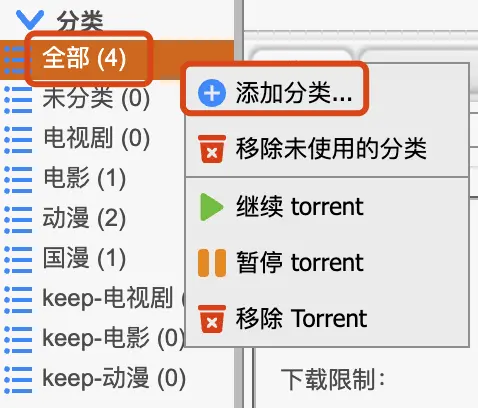 分类
全部 (4)
未分类 (0)
电视剧 (0)
电影 (1)
动漫 (2)
国漫 (1)
keep-电视剧 (
keep-电影 (0)
keep-动漫 (0)
添加分类...
移除未使用的分类
继续 torrent
暂停 torrent
移除 Torrent
下载限制：